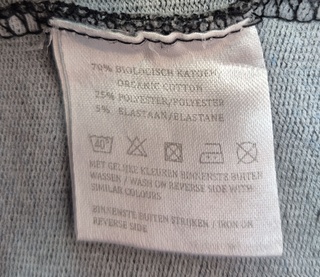 70% BIOLOGISCH KATOEN/
ORGANIC COTTON
25% POLYESTER/POLYESTER
5% ELASTAAN/ELASTANE
40°
MET GELIJKE KLEUREN BINNENSTE BUITEN
WASSEN / WASH ON REVERSE SIDE WITH
SIMILAR COLOURS
BINNENSTE BUITEN STRIJKEN / IRON ON
REVERSE SIDE